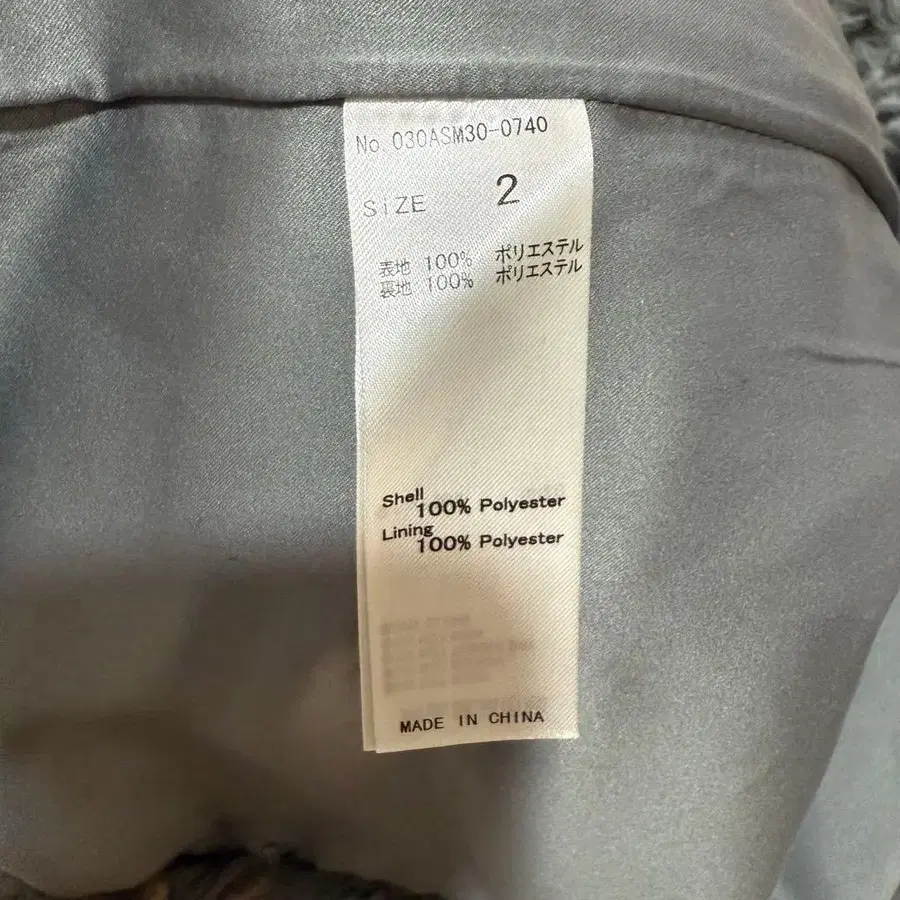 No. 030ASM30-0740
SiZE 2
表地 100% ポリエステル
裏地 100% ポリエステル
Shell
100% Polyester
Lining
100% Polyester
MADE IN CHINA